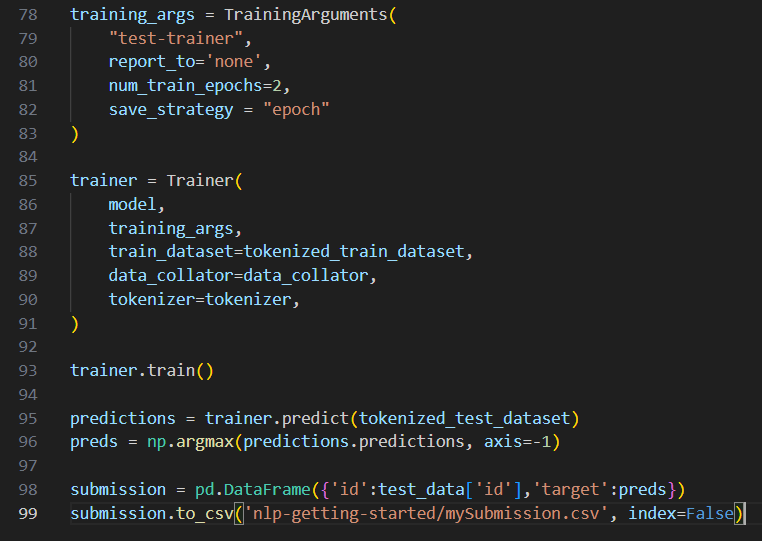 78 training_args = TrainingArguments(
79     "test-trainer",
80     report_to='none',
81     num_train_epochs=2,
82     save_strategy = "epoch"
83 )
84
85 trainer = Trainer(
86     model,
87     training_args,
88     train_dataset=tokenized_train_dataset,
89     data_collator=data_collator,
90     tokenizer=tokenizer,
91 )
92
93 trainer.train()
94
95 predictions = trainer.predict(tokenized_test_dataset)
96 preds = np.argmax(predictions.predictions, axis=-1)
97
98 submission = pd.DataFrame({'id':test_data['id'],'target':preds})
99 submission.to_csv('nlp-getting-started/mySubmission.csv', index=False)